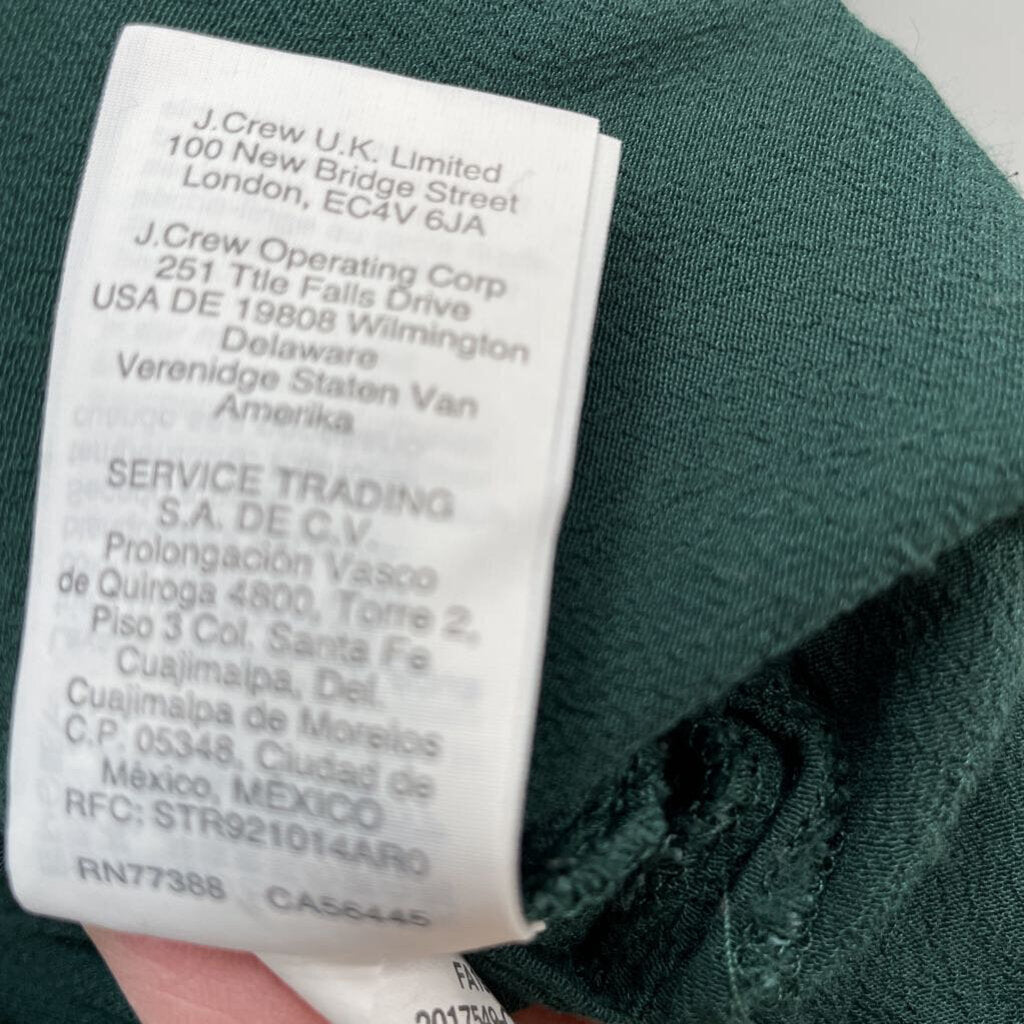 J.Crew U.K. Limited
100 New Bridge Street
London, EC4V 6JA
J.Crew Operating Corp
251 Ttle Falls Drive
USA DE 19808 Wilmington
Delaware
Verenidge Staten Van
Amerika
SERVICE TRADING
S.A. DE C.V.
Prolongación Vasco
de Quiroga 4800, Torre 2,
Piso 3 Col. Santa Fe
Cuajimalpa, Del.
Cuajimalpa de Morelos
C.P. 05348, Ciudad de
México, MEXICO
RFC: STR921014AR0
RN77388 CA56445